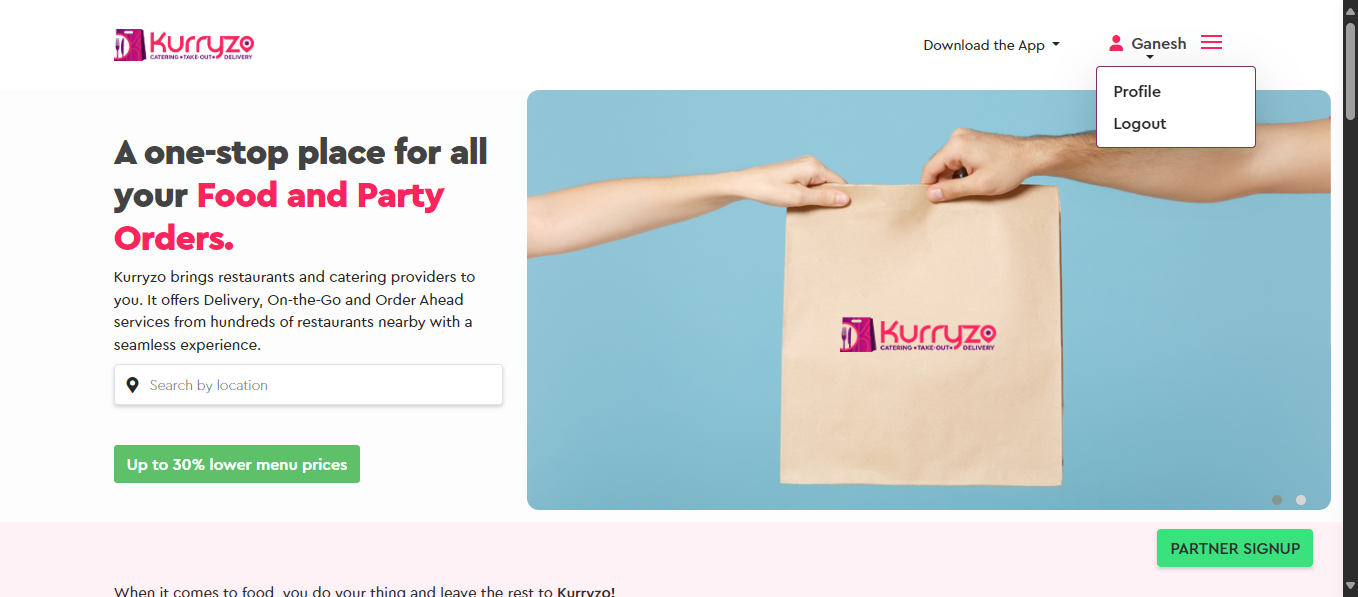 Kurryzo
CATERING • TAKE-OUT • DELIVERY
Download the App
Ganesh
Profile
Logout
A one-stop place for all
your Food and Party
Orders.
Kurryzo brings restaurants and catering providers to
you. It offers Delivery, On-the-Go and Order Ahead
services from hundreds of restaurants nearby with a
seamless experience.
Search by location
Up to 30% lower menu prices
Kurryzo
CATERING • TAKE-OUT • DELIVERY
PARTNER SIGNUP
When it comes to food, you do your thing and leave the rest to Kurryzo!